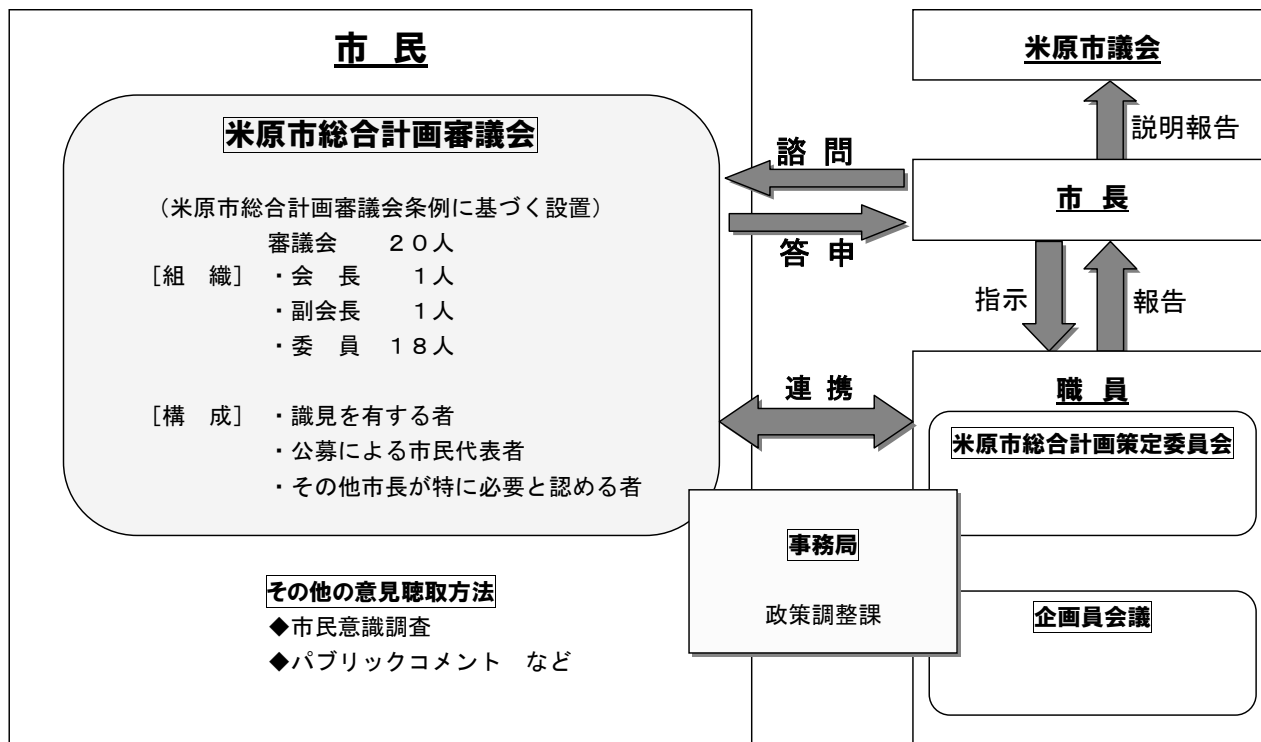 市 民
米原市総合計画審議会
（米原市総合計画審議会条例に基づく設置）
審議会　２０人
［組　織］ ・会　長　１人
・副会長　１人
・委　員　１８人
［構　成］ ・識見を有する者
・公募による市民代表者
・その他市長が特に必要と認める者
その他の意見聴取方法
◆市民意識調査
◆パブリックコメント　など
諮 問
答 申
連 携
事務局
政策調整課
米原市議会
説明報告
市 長
指示
報告
職 員
米原市総合計画策定委員会
企画員会議